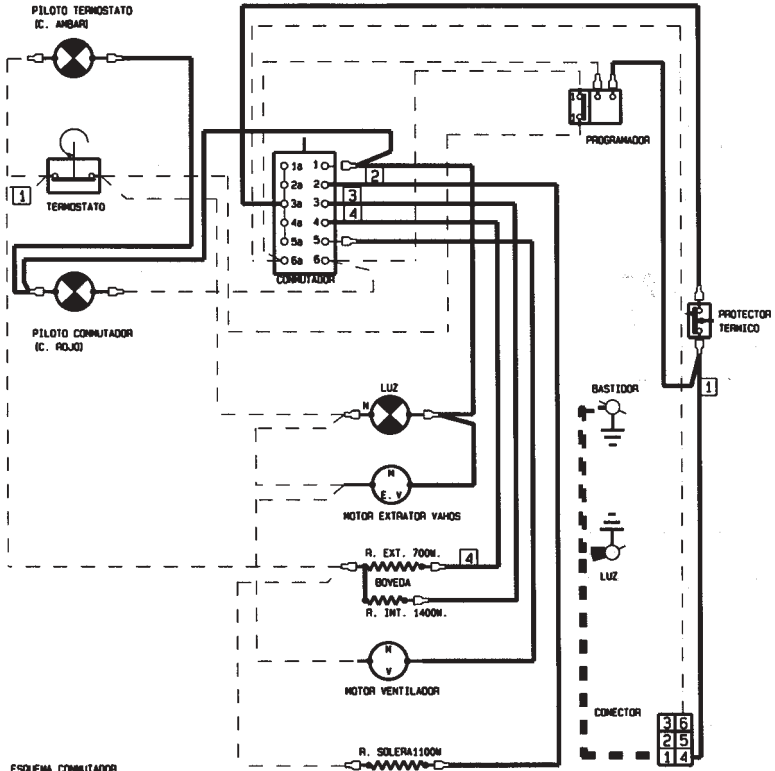 PILOTO TERMOSTATO
(C. AMBAR)
1
TERMOSTATO
PILOTO CONMUTADOR
(C. ROJO)
1a 1
2a 2
3a 3
4a 4
5a 5
6a 6
CONMUTADOR
2
3
4
1
1
PROGRAMADOR
PROTECTOR
TERMICO
1
LUZ
N
M
E. V
MOTOR EXTRATOR VAHOS
R. EXT. 700W.
4
BOVEDA
R. INT. 1400W.
M
V
MOTOR VENTILADOR
R. SOLERA1100W
BASTIDOR
LUZ
CONECTOR
3 6
2 5
1 4
ESQUEMA CONMUTADOR